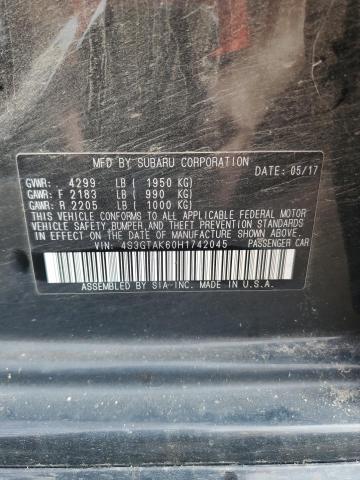 MFD BY SUBARU CORPORATION
DATE: 05/17
GVWR: 4299 LB ( 1950 KG)
GAWR: F 2183 LB ( 990 KG)
GAWR: R 2205 LB ( 1000 KG)
THIS VEHICLE CONFORMS TO ALL APPLICABLE FEDERAL MOTOR
VEHICLE SAFETY,BUMPER,AND THEFT PREVENTION STANDARDS
IN EFFECT ON THE DATE OF MANUFACTURE SHOWN ABOVE.
VIN: 4S3GTAK60H1742045 PASSENGER CAR
ASSEMBLED BY SIA-INC. MADE IN U.S.A.